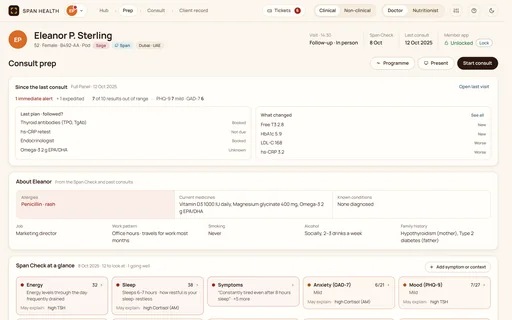 SPAN HEALTH
EP
Hub · Prep · Consult · Client record
Tickets 6
Clinical Non-clinical
Doctor Nutritionist
EP
Eleanor P. Sterling
52 · Female · 8492-AA · Pod Sarge Span Dubai · UAE
Visit · 14:30
Follow-up · In person
Span Check
8 Oct
Last consult
12 Oct 2025
Member app
Unlocked Lock
Consult prep
Programme
Present
Start consult
Since the last consult Full Panel · 12 Oct 2025
Open last visit
1 immediate alert · 1 expedited · 7 of 10 results out of range · PHQ-9 7 mild · GAD-7 6
Last plan · followed?
Thyroid antibodies (TPO, TgAb) Booked
hs-CRP retest Not due
Endocrinologist Booked
Omega-3 2 g EPA/DHA Unknown
What changed See all
Free T3 2.8 New
HbA1c 5.9 New
LDL-C 168 Worse
hs-CRP 3.2 Worse
About Eleanor From the Span Check and past consults
Allergies
Penicillin · rash
Current medicines
Vitamin D3 1000 IU daily, Magnesium glycinate 400 mg, Omega-3 2
g EPA/DHA
Known conditions
None diagnosed
Job
Marketing director
Work pattern
Office hours · travels for work most
months
Smoking
Never
Alcohol
Socially, 2–3 drinks a week
Family history
Hypothyroidism (mother), Type 2
diabetes (father)
Span Check at a glance 8 Oct 2026 · 12 to look at · 1 going well
Add symptom or context
Energy 32
Energy levels through the day ·
frequently drained
May explain: high TSH
Sleep 38
Sleeps 6–7 hours · how restful is your
sleep · restless
May explain: high Cortisol (AM)
Symptoms
"Constantly tired even after 8 hours
sleep" · +5 more
Anxiety (GAD-7) 6/21
Mild
May explain: high Cortisol (AM)
Mood (PHQ-9) 7/27
Mild
May explain: high TSH